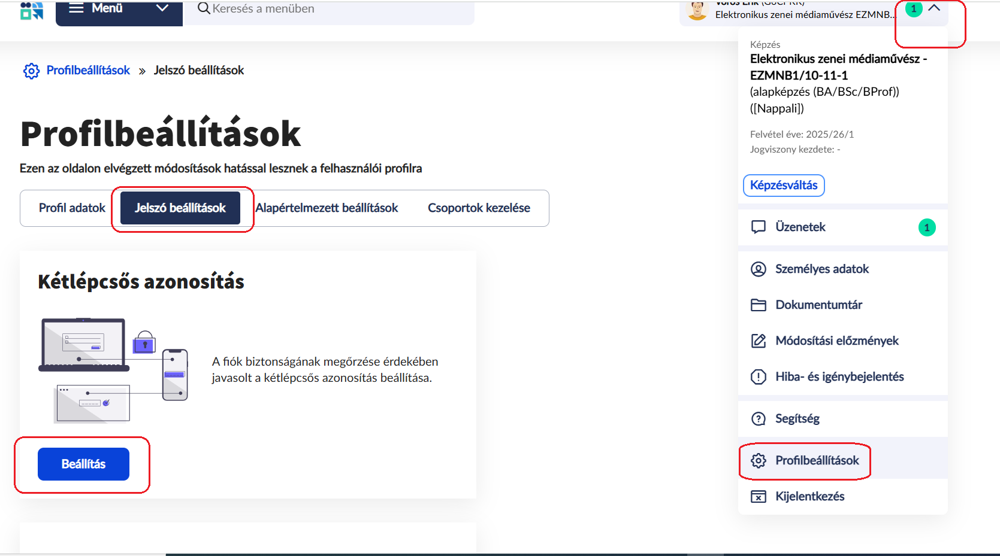 Menü
Keresés a menüben
Elektronikus zenei médiaművész EZMNB...
1
Profilbeállítások » Jelszó beállítások
Profilbeállítások
Ezen az oldalon elvégzett módosítások hatással lesznek a felhasználói profilra
Profil adatok
Jelszó beállítások
Alapértelmezett beállítások
Csoportok kezelése
Kétlépcsős azonosítás
A fiók biztonságának megőrzése érdekében
javasolt a kétlépcsős azonosítás beállítása.
Beállítás
Képzés
Elektronikus zenei médiaművész -
EZMNB1/10-11-1
(alapképzés (BA/BSc/BProf))
([Nappali])
Felvétel éve: 2025/26/1
Jogviszony kezdete: -
Képzésváltás
Üzenetek
1
Személyes adatok
Dokumentumtár
Módosítási előzmények
Hiba- és igénybejelentés
Segítség
Profilbeállítások
Kijelentkezés